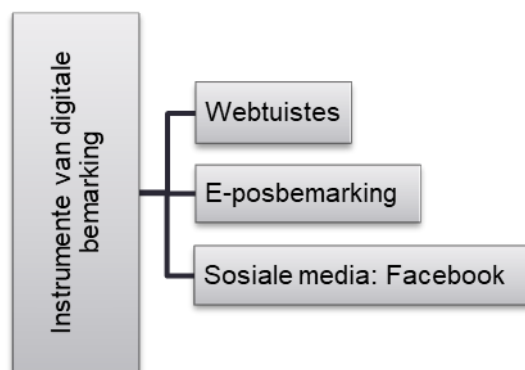 Instrumente van digitale
bemarking
Webtuistes
E-posbemarking
Sosiale media: Facebook